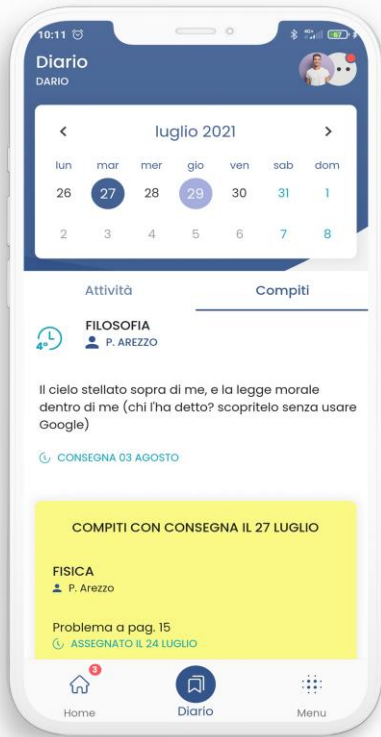 10:11 67
Diario
DARIO
luglio 2021
lun mar mer gio ven sab dom
26 27 28 29 30 31 1
2 3 4 5 6 7 8
Attività Compiti
4°
FILOSOFIA
P. AREZZO
Il cielo stellato sopra di me, e la legge morale
dentro di me (chi l'ha detto? scopritelo senza usare
Google)
CONSEGNA 03 AGOSTO
COMPITI CON CONSEGNA IL 27 LUGLIO
FISICA
P. Arezzo
Problema a pag. 15
ASSEGNATO IL 24 LUGLIO
3
Home Diario Menu